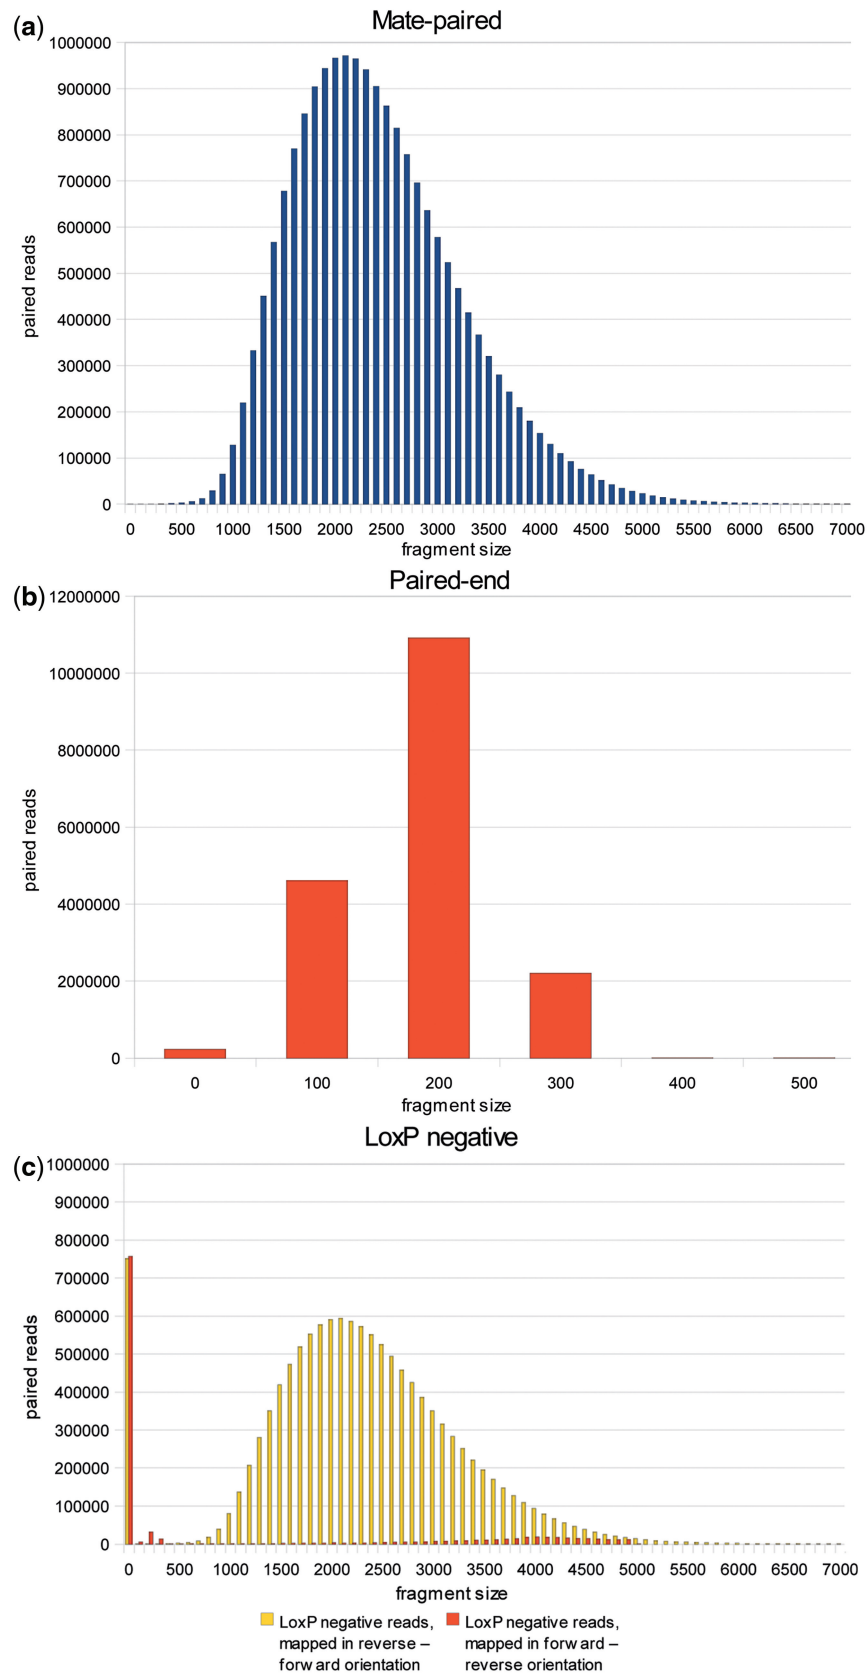 (a)
Mate-paired
1000000
900000
800000
700000
600000
500000
400000
300000
200000
100000
0
paired reads
0 500 1000 1500 2000 2500 3000 3500 4000 4500 5000 5500 6000 6500 7000
fragment size
(b)
Paired-end
12000000
10000000
8000000
6000000
4000000
2000000
0
paired reads
0 100 200 300 400 500
fragment size
(c)
LoxP negative
1000000
900000
800000
700000
600000
500000
400000
300000
200000
100000
0
paired reads
0 500 1000 1500 2000 2500 3000 3500 4000 4500 5000 5500 6000 6500 7000
fragment size
LoxP negative reads,
mapped in reverse –
forward orientation
LoxP negative reads,
mapped in forward –
reverse orientation